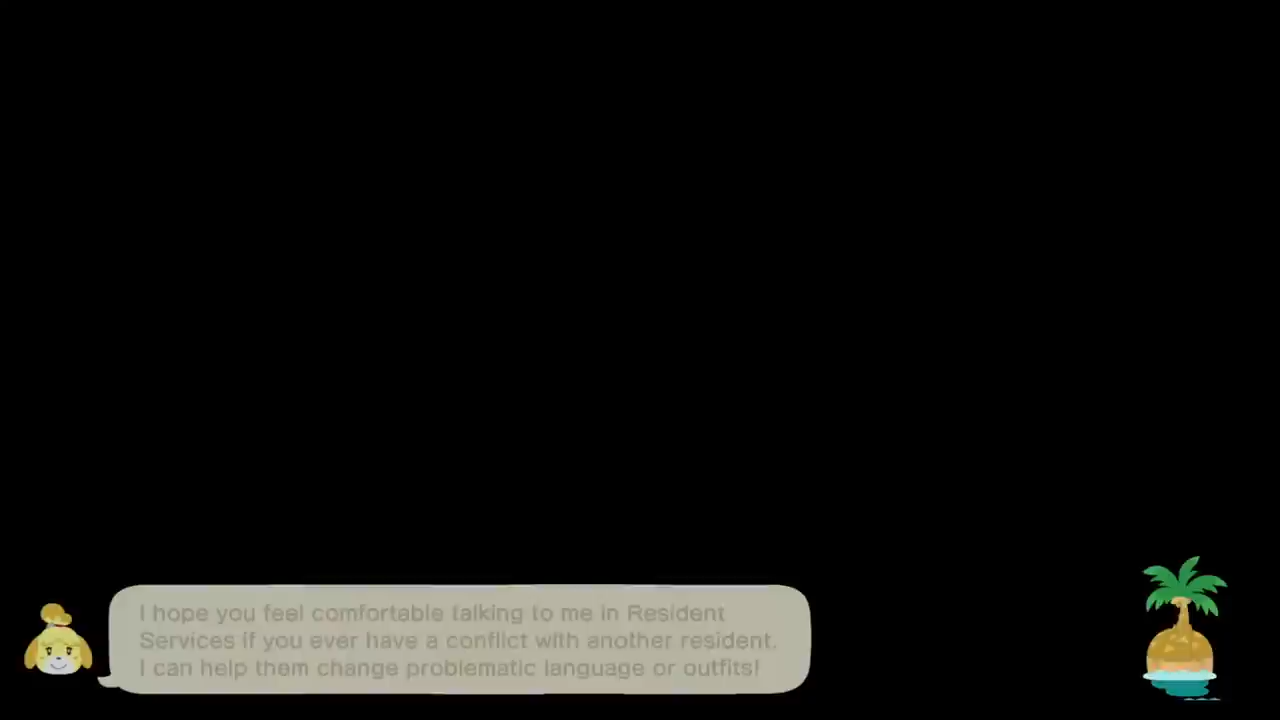 I hope you feel comfortable talking to me in Resident
Services if you ever have a conflict with another resident.
I can help them change problematic language or outfits!